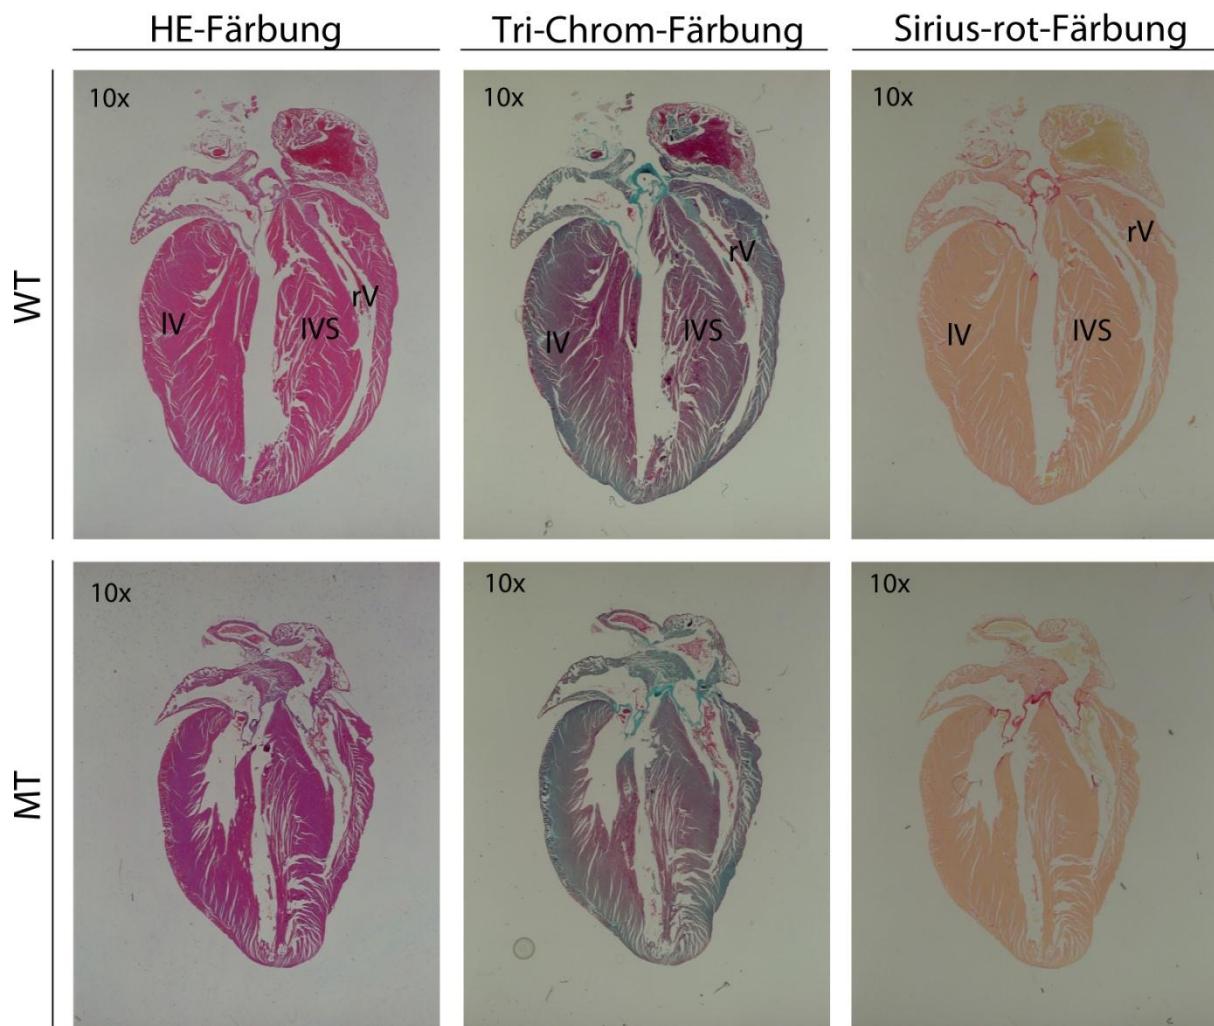 HE-Färbung
Tri-Chrom-Färbung
Sirius-rot-Färbung
WT
10x
10x
10x
lV
IVS
rV
lV
IVS
rV
lV
IVS
rV
MT
10x
10x
10x